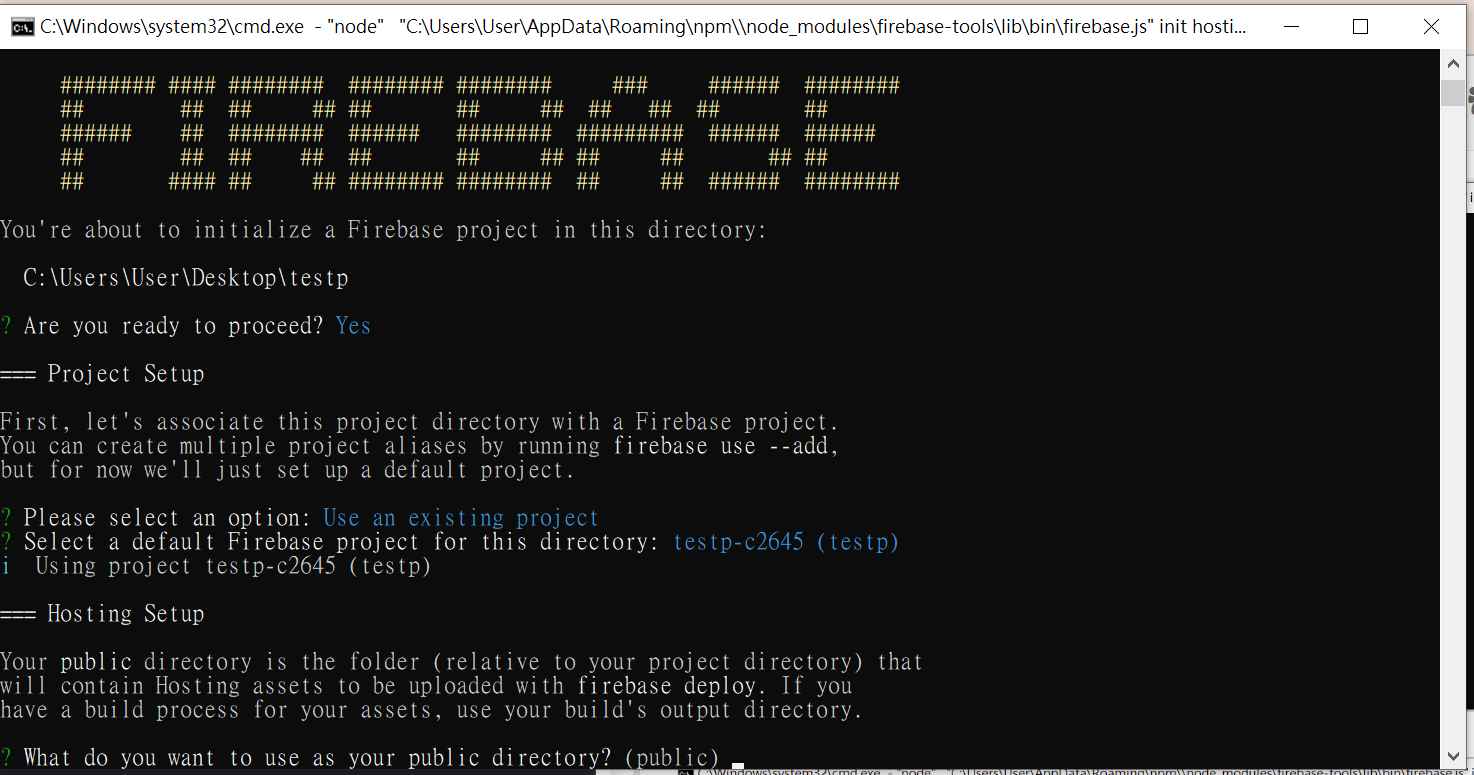 C:\Windows\system32\cmd.exe - "node" "C:\Users\User\AppData\Roaming\npm\\node_modules\firebase-tools\lib\bin\firebase.js" init hosti...
######## #### ######## ######## ########     ###     ######  ########
##        ## ##     ## ##       ##     ##  ##   ##  ##       ##
######    ##  ######## ######   ########  #########  ######  ######
##        ## ##    ##  ##       ##     ## ##     ##       ## ##
##       #### ##     ## ######## ########  ##     ##  ######  ########
You're about to initialize a Firebase project in this directory:
C:\Users\User\Desktop\testp
? Are you ready to proceed? Yes
=== Project Setup
First, let's associate this project directory with a Firebase project.
You can create multiple project aliases by running firebase use --add,
but for now we'll just set up a default project.
? Please select an option: Use an existing project
? Select a default Firebase project for this directory: testp-c2645 (testp)
i Using project testp-c2645 (testp)
=== Hosting Setup
Your public directory is the folder (relative to your project directory) that
will contain Hosting assets to be uploaded with firebase deploy. If you
have a build process for your assets, use your build's output directory.
? What do you want to use as your public directory? (public)